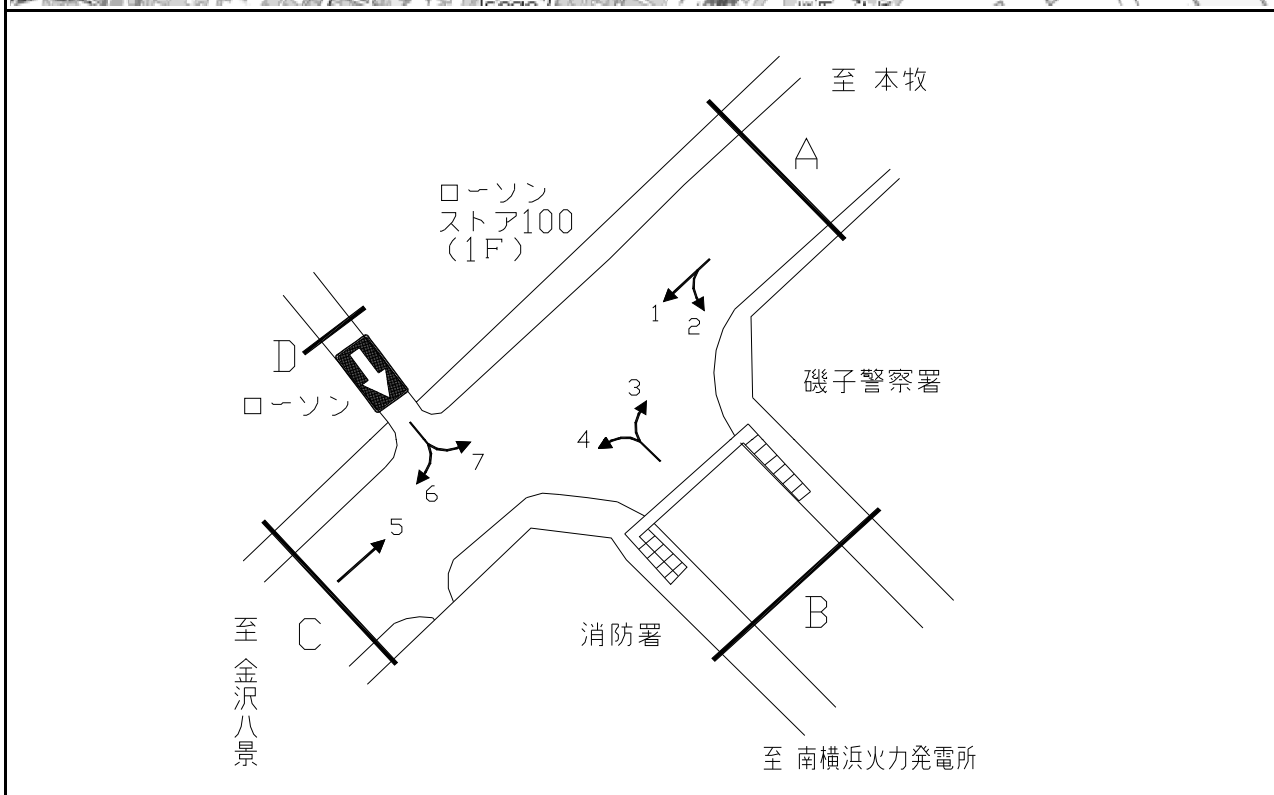 至 本牧
A
ローソン
ストア100
(1F)
1
2
D
磯子警察署
ローソン
3
4
7
6
5
B
至 金沢八景
C
消防署
至 南横浜火力発電所